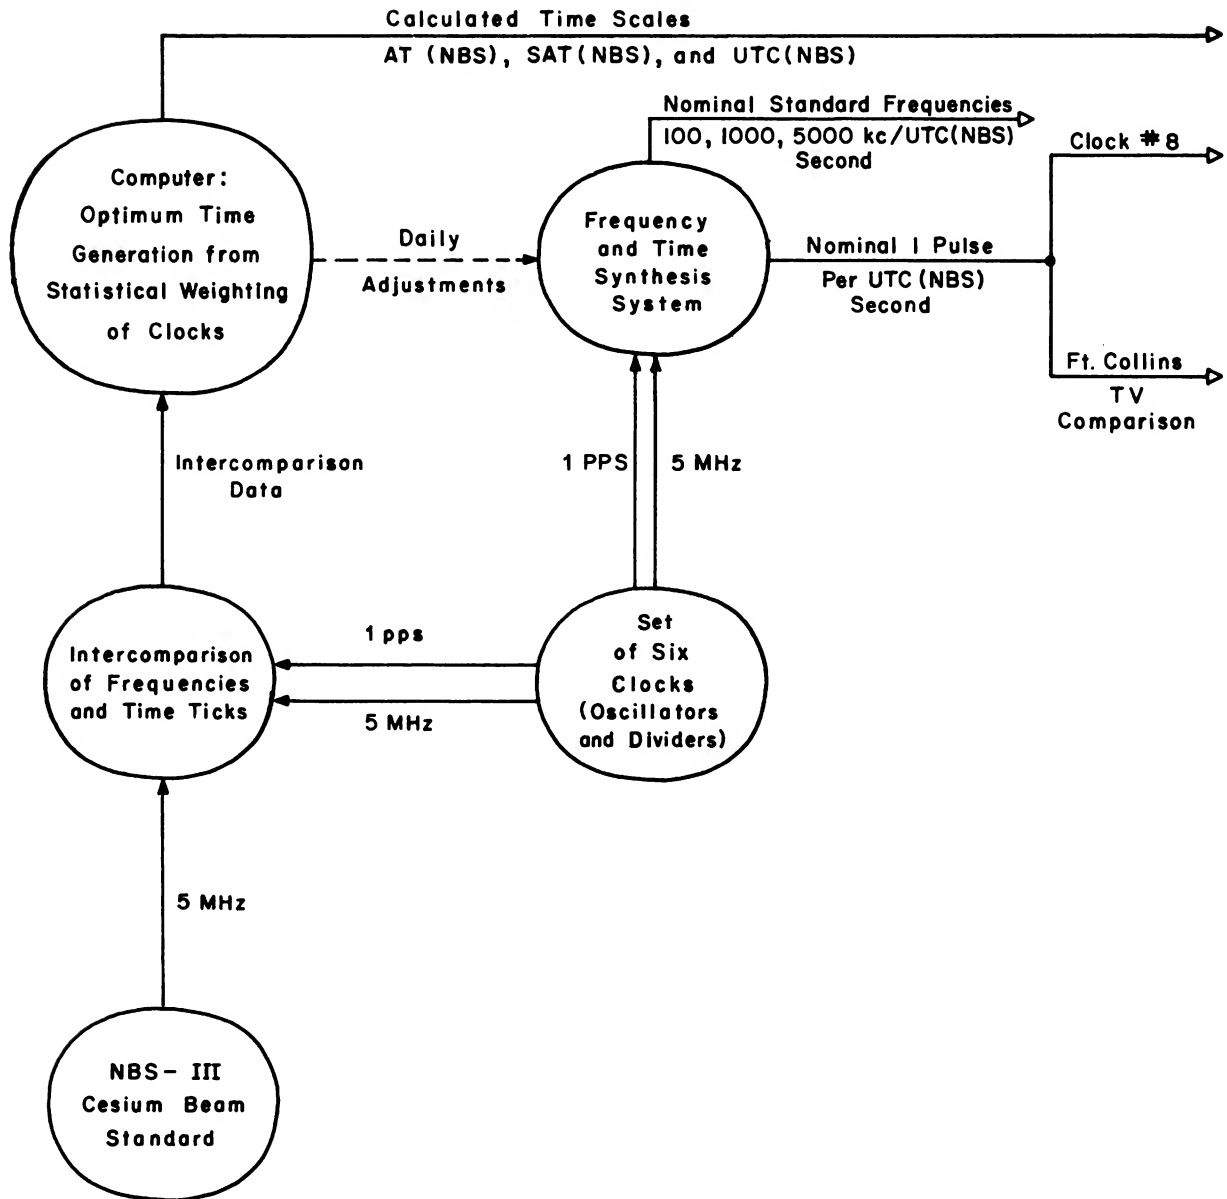 Calculated Time Scales
AT (NBS), SAT(NBS), and UTC(NBS)
Nominal Standard Frequencies
100, 1000, 5000 kc/UTC(NBS)
Second
Clock #8
Computer:
Optimum Time
Generation from
Statistical Weighting
of Clocks
Daily
Adjustments
Frequency
and Time
Synthesis
System
Nominal 1 Pulse
Per UTC (NBS)
Second
Ft. Collins
TV
Comparison
Intercomparison
Data
1 PPS
5 MHz
Intercomparison
of Frequencies
and Time Ticks
1 pps
5 MHz
Set
of Six
Clocks
(Oscillators
and Dividers)
5 MHz
NBS-III
Cesium Beam
Standard